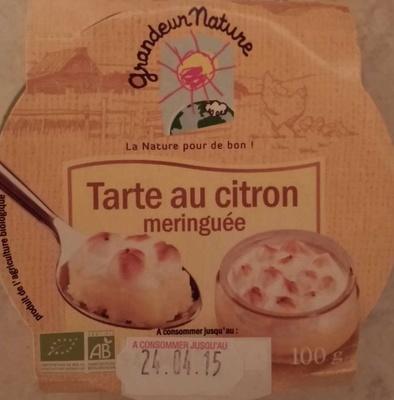 grandeur Nature
La Nature pour de bon !
Tarte au citron
meringuée
produit de l'agriculture biologique
A consommer jusqu'au :
A CONSOMMER JUSQU'AU
24.04.15
100 g
AB